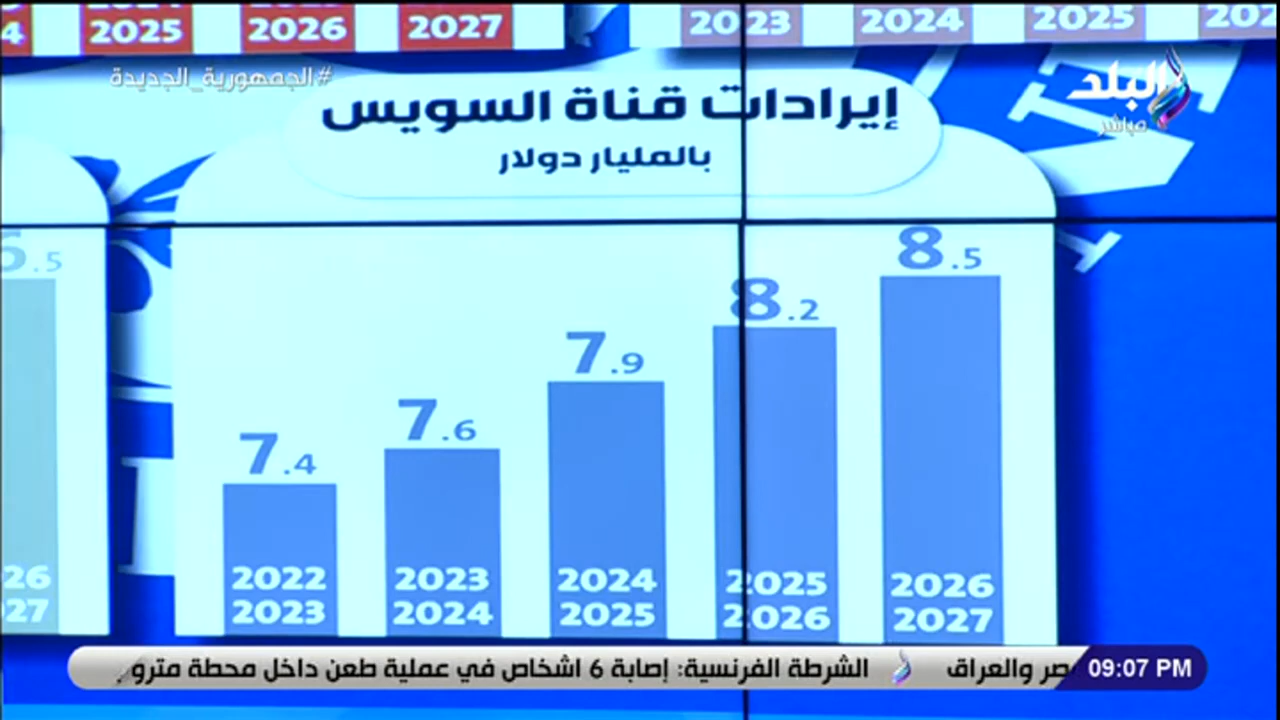 2025
2026
2027
2023
2024
2025
#الجمهورية_الجديدة
البلد
مباشر
إيرادات قناة السويس
بالمليار دولار
7.4
7.6
7.9
8.2
8.5
2022
2023
2023
2024
2024
2025
2025
2026
2026
2027
الشرطة الفرنسية: إصابة 6 اشخاص في عملية طعن داخل محطة مترو
والعراق
09:07 PM